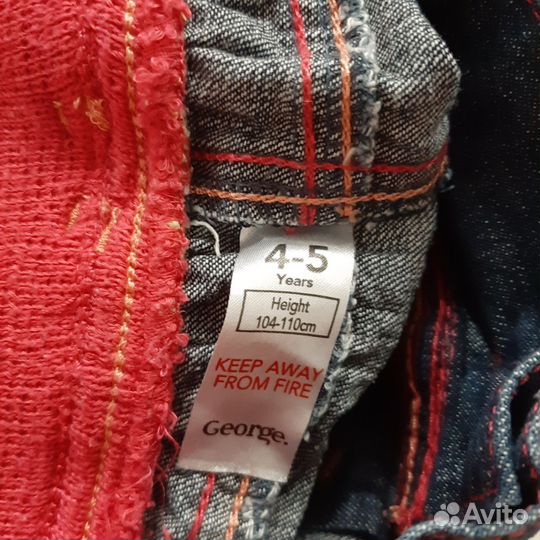 4-5
Years
Height
104-110cm
KEEP AWAY
FROM FIRE
George.
Avito